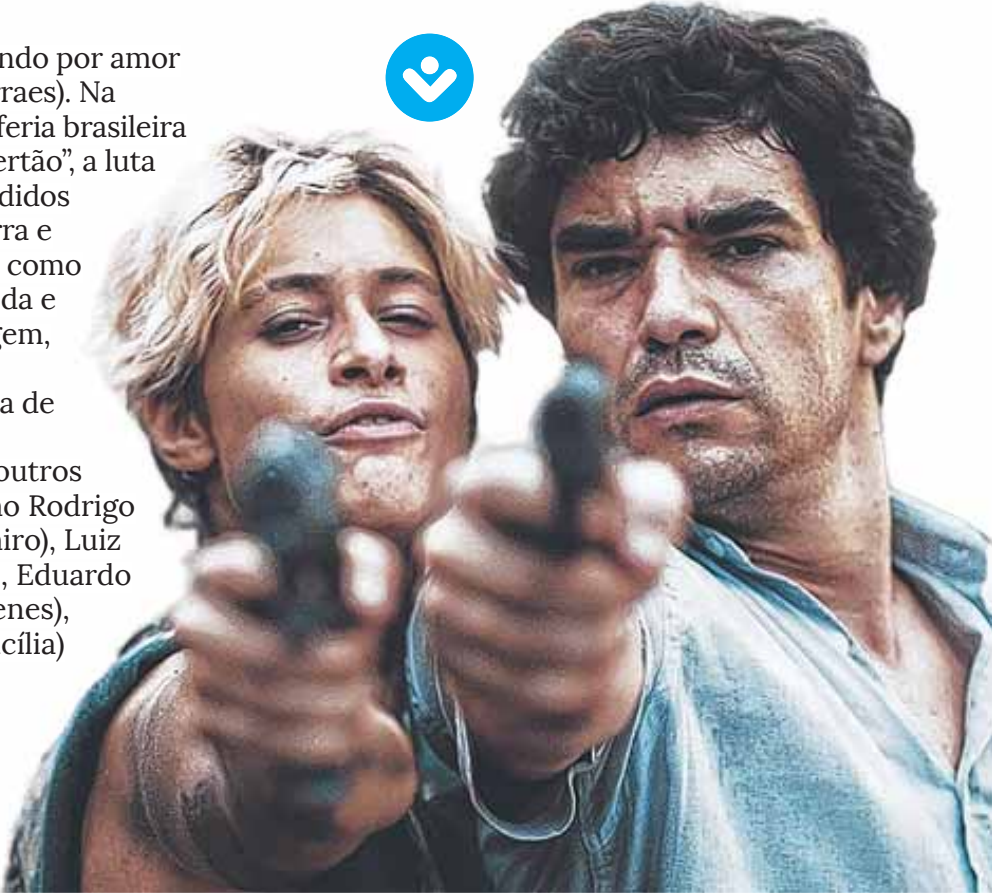 ndo por amor
rraes). Na
feria brasileira
ertão”, a luta
didos
rra e
como
da e
gem,
a de
outros
no Rodrigo
iro), Luiz
, Eduardo
enes),
cília)